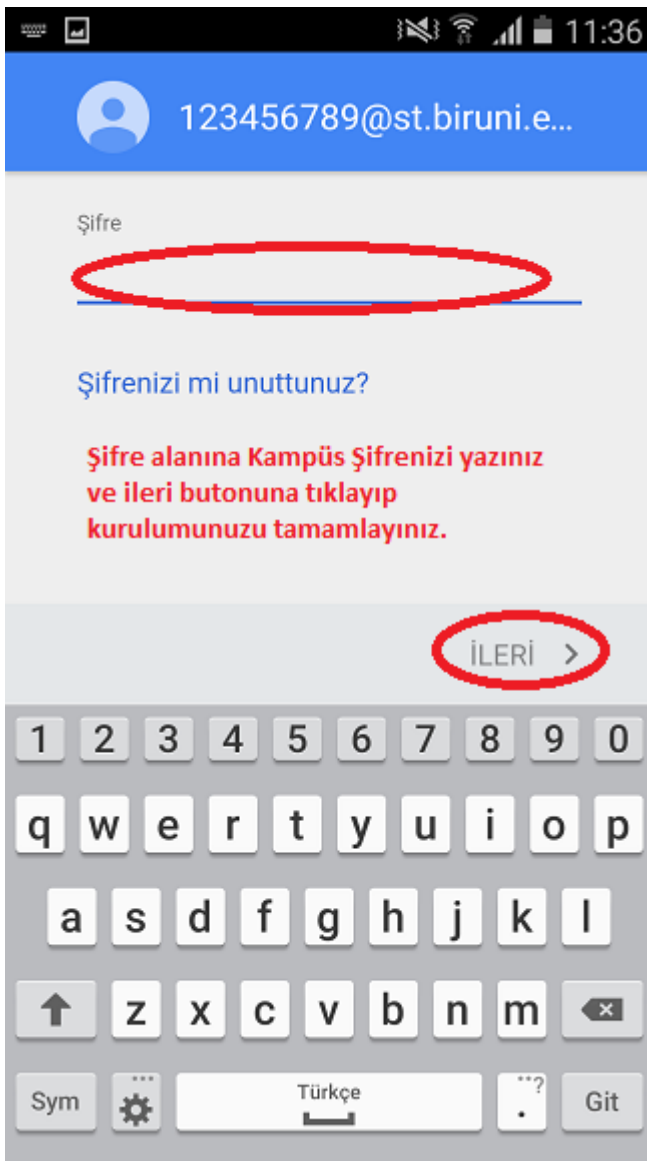 11:36
123456789@st.biruni.e...
Şifre
Şifrenizi mi unuttunuz?
Şifre alanına Kampüs Şifrenizi yazınız
ve ileri butonuna tıklayıp
kurulumunuzu tamamlayınız.
İLERİ >
1 2 3 4 5 6 7 8 9 0
q w e r t y u i o p
a s d f g h j k l
z x c v b n m
Sym ... Türkçe . ...? Git